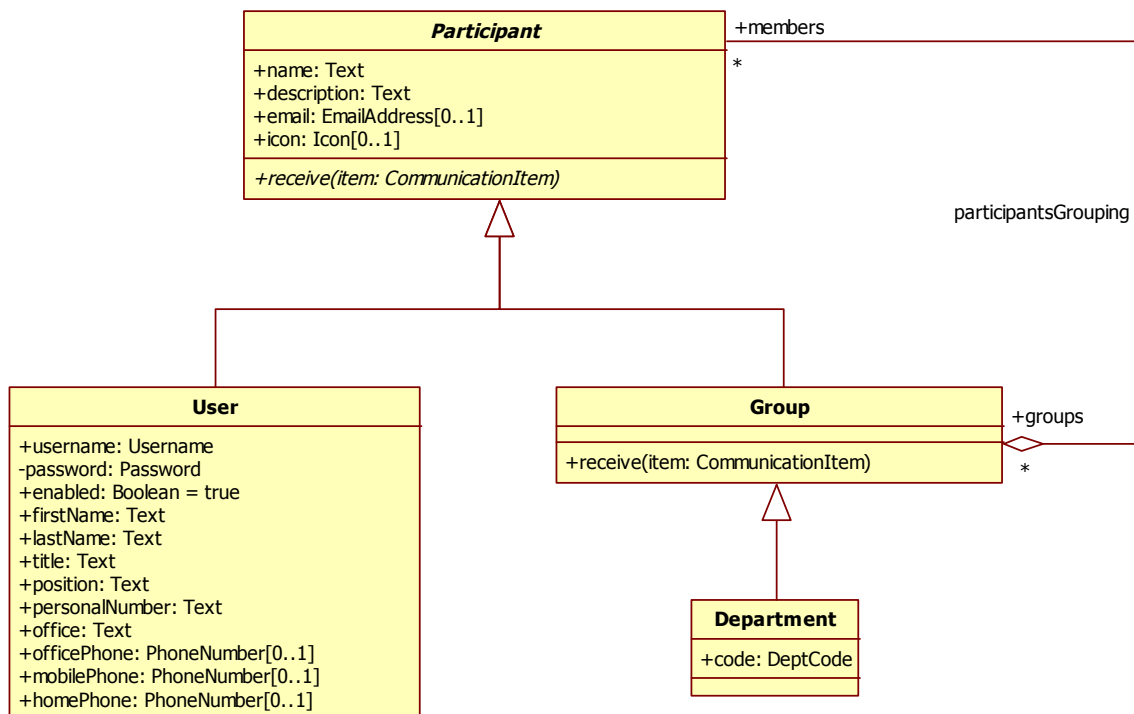 Participant
+name: Text
+description: Text
+email: EmailAddress[0..1]
+icon: Icon[0..1]
+receive(item: CommunicationItem)
+members
*
participantsGrouping
User
+username: Username
-password: Password
+enabled: Boolean = true
+firstName: Text
+lastName: Text
+title: Text
+position: Text
+personalNumber: Text
+office: Text
+officePhone: PhoneNumber[0..1]
+mobilePhone: PhoneNumber[0..1]
+homePhone: PhoneNumber[0..1]
Group
+receive(item: CommunicationItem)
+groups
*
Department
+code: DeptCode